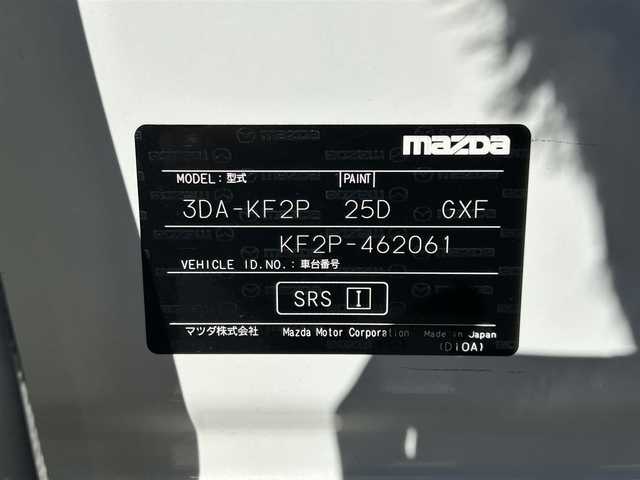 mazda
MODEL:型式 PAINT
3DA-KF2P 25D GXF
KF2P-462061
VEHICLE ID.NO.:車台番号
SRS I
マツダ株式会社 Mazda Motor Corporation Made in Japan
(D10A)